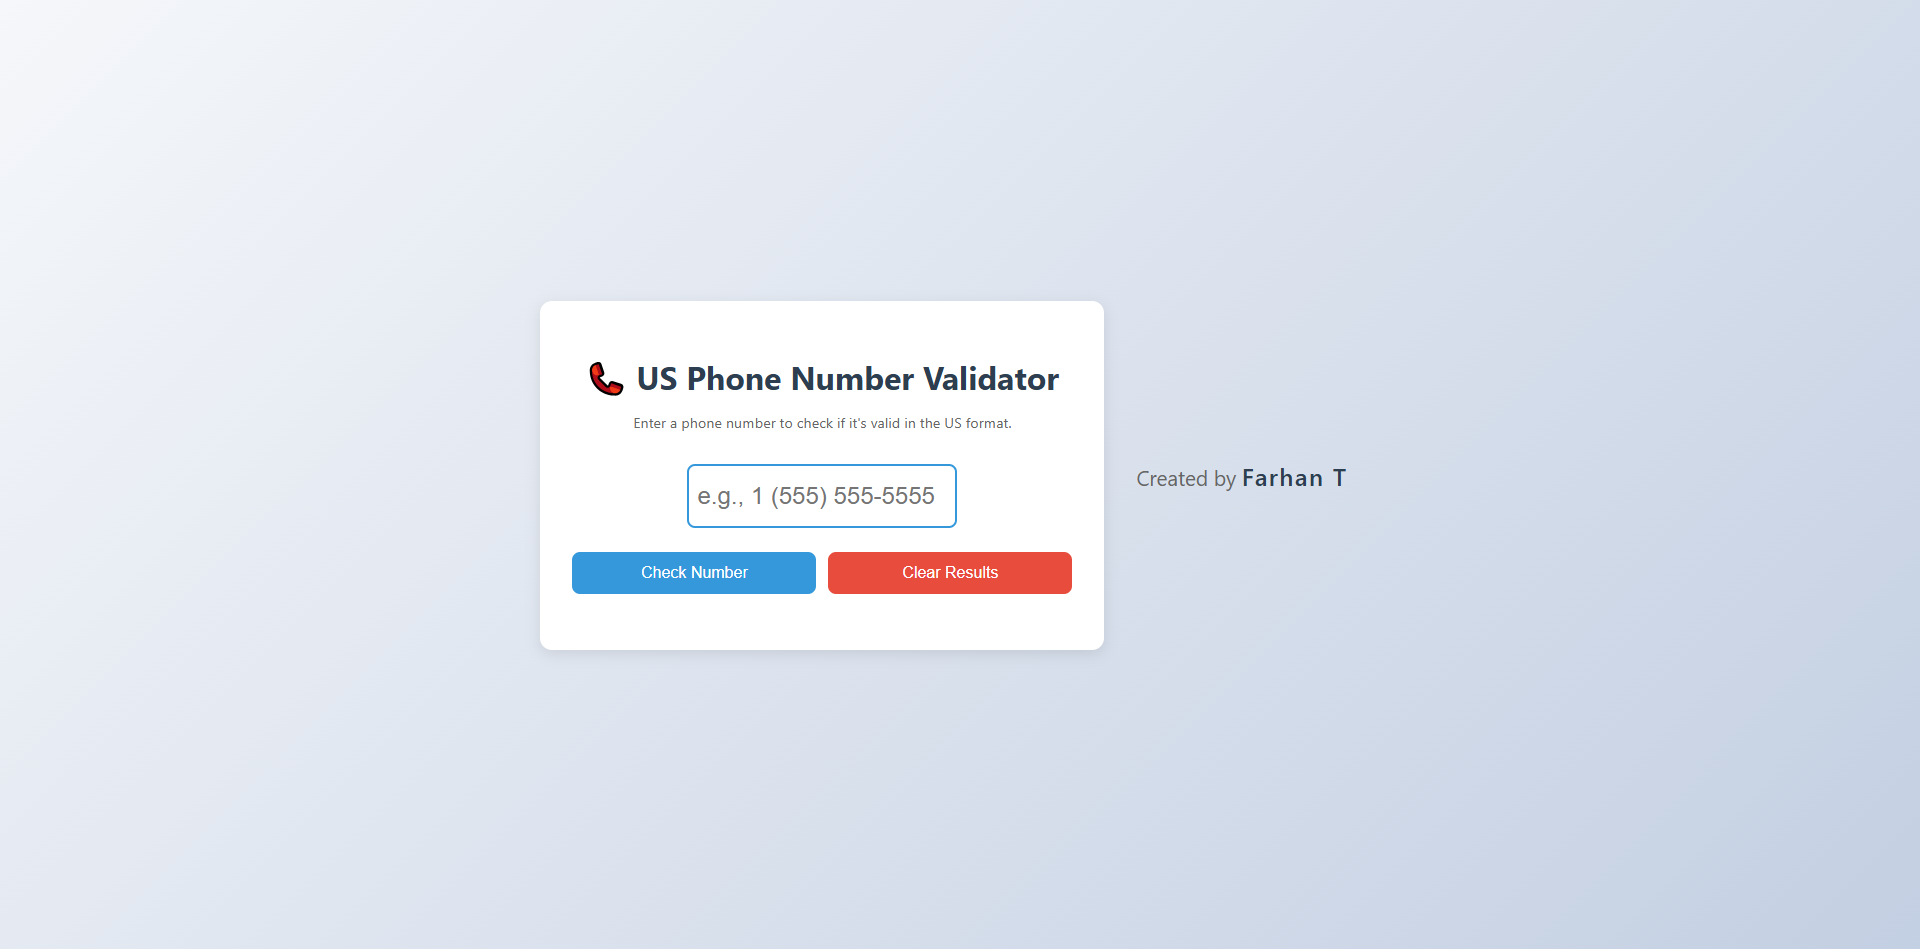 US Phone Number Validator
Enter a phone number to check if it's valid in the US format.
e.g., 1 (555) 555-5555
Check Number
Clear Results
Created by Farhan T